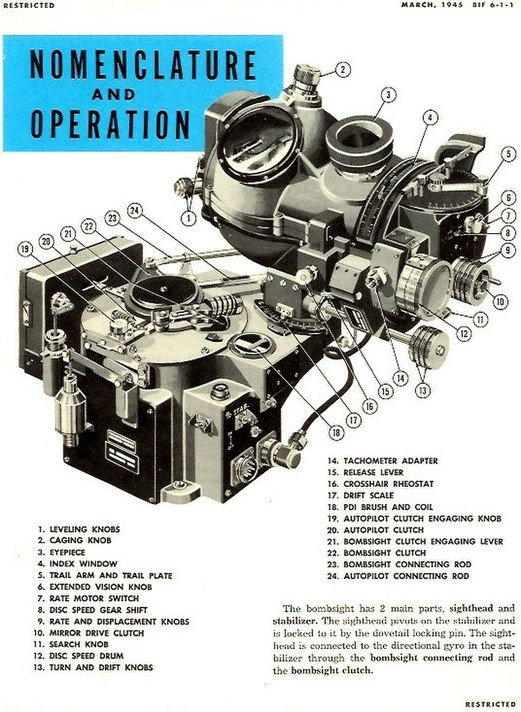 RESTRICTED
MARCH, 1945 BIF 6-1-1
NOMENCLATURE
AND
OPERATION
1
2
3
4
5
6
7
8
9
10
11
12
13
14
15
16
17
18
19
20
21
22
23
24
STAB.
1. LEVELING KNOBS
2. CAGING KNOB
3. EYEPIECE
4. INDEX WINDOW
5. TRAIL ARM AND TRAIL PLATE
6. EXTENDED VISION KNOB
7. RATE MOTOR SWITCH
8. DISC SPEED GEAR SHIFT
9. RATE AND DISPLACEMENT KNOBS
10. MIRROR DRIVE CLUTCH
11. SEARCH KNOB
12. DISC SPEED DRUM
13. TURN AND DRIFT KNOBS
14. TACHOMETER ADAPTER
15. RELEASE LEVER
16. CROSSHAIR RHEOSTAT
17. DRIFT SCALE
18. PDI BRUSH AND COIL
19. AUTOPILOT CLUTCH ENGAGING KNOB
20. AUTOPILOT CLUTCH
21. BOMBSIGHT CLUTCH ENGAGING LEVER
22. BOMBSIGHT CLUTCH
23. BOMBSIGHT CONNECTING ROD
24. AUTOPILOT CONNECTING ROD
The bombsight has 2 main parts, sighthead and
stabilizer. The sighthead pivots on the stabilizer and
is locked to it by the dovetail locking pin. The sight-
head is connected to the directional gyro in the sta-
bilizer through the bombsight connecting rod and
the bombsight clutch.
RESTRICTED